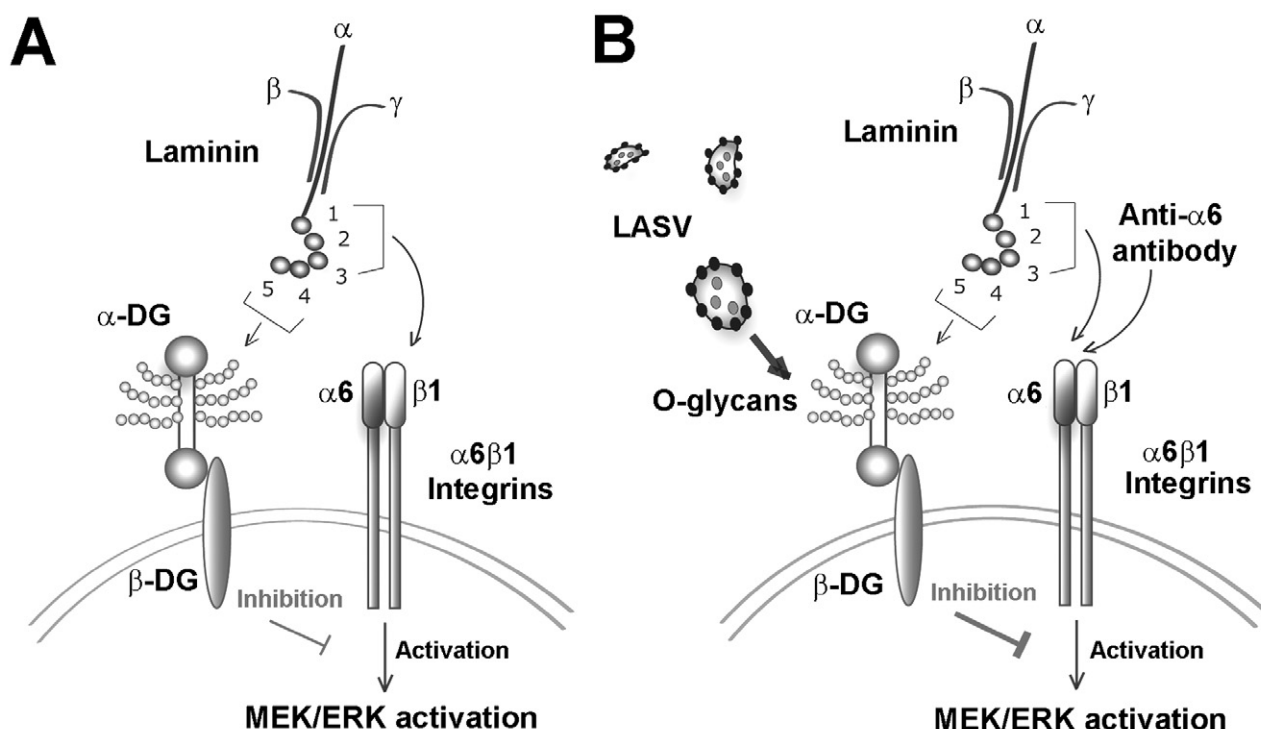 A
α
β
γ
Laminin
1
2
3
4
5
α-DG
α6
β1
α6β1
Integrins
β-DG
Inhibition
Activation
MEK/ERK activation
B
α
β
γ
Laminin
LASV
1
2
3
4
5
Anti-α6
antibody
α-DG
O-glycans
α6
β1
α6β1
Integrins
β-DG
Inhibition
Activation
MEK/ERK activation